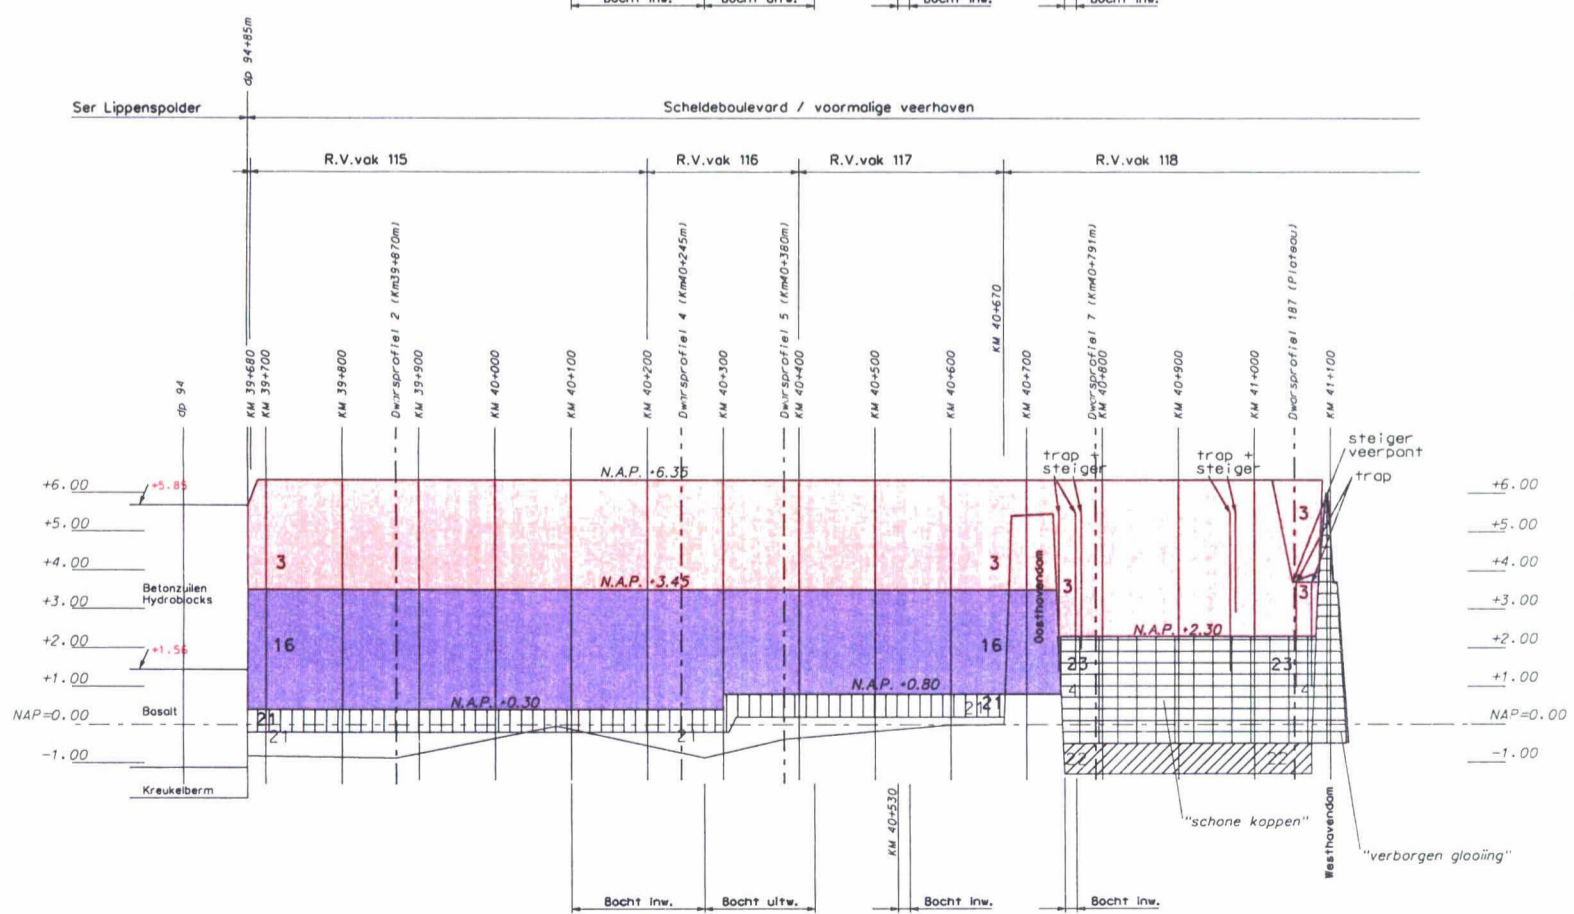 dp 94+85m
Ser Lippenspolder
Scheldeboulevard / voormalige veerhaven
R.V.vak 115
R.V.vak 116
R.V.vak 117
R.V.vak 118
dp 94
KM 39+680
KM 39+700
KM 39+800
Dwarsprofiel 2 (Km39+870m)
KM 39+900
KM 40+000
KM 40+100
KM 40+200
Dwarsprofiel 4 (Km40+245m)
KM 40+300
Dwarsprofiel 5 (Km40+380m)
KM 40+400
KM 40+500
KM 40+600
KM 40+670
KM 40+700
Dwarsprofiel 7 (Km40+791m)
KM 40+800
KM 40+900
KM 41+000
Dwarsprofiel 187 (Plateau)
KM 41+100
steiger
veerpont
trap
trap +
steiger
trap +
steiger
N.A.P. +6.35
+6.00
+5.85
+6.00
+5.00
3
+5.00
+4.00
3
3
+4.00
Betonzuilen
Hydroblocks
N.A.P. +3.45
Oosthavendam
3
3
+3.00
+3.00
+2.00
16
16
N.A.P. +2.30
+2.00
+1.56
23
23
+1.00
N.A.P. +0.80
4
4
+1.00
Basalt
N.A.P. +0.30
21
21
21
NAP=0.00
21
21
NAP=0.00
-1.00
22
22
-1.00
Kreukelberm
KM 40+530
"schone koppen"
Westhavendam
"verborgen glooiing"
Bocht inw.
Bocht uitw.
Bocht inw.
Bocht inw.